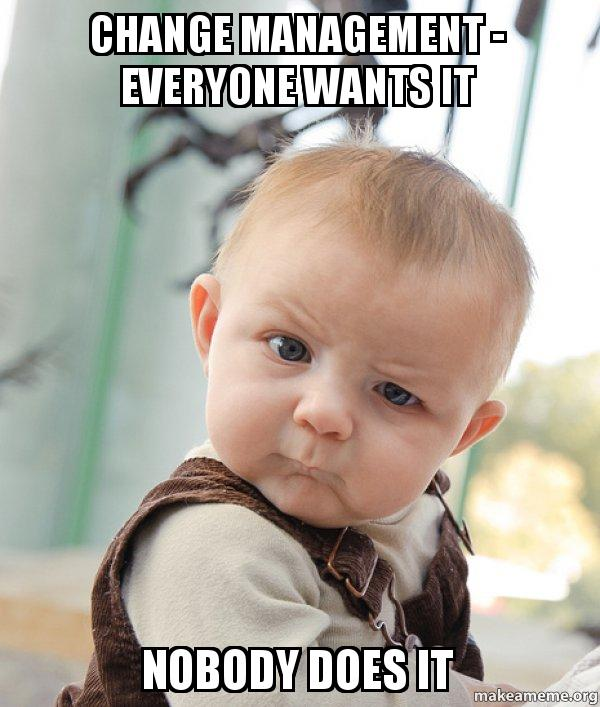 CHANGE MANAGEMENT -
EVERYONE WANTS IT
NOBODY DOES IT
makeameme.org